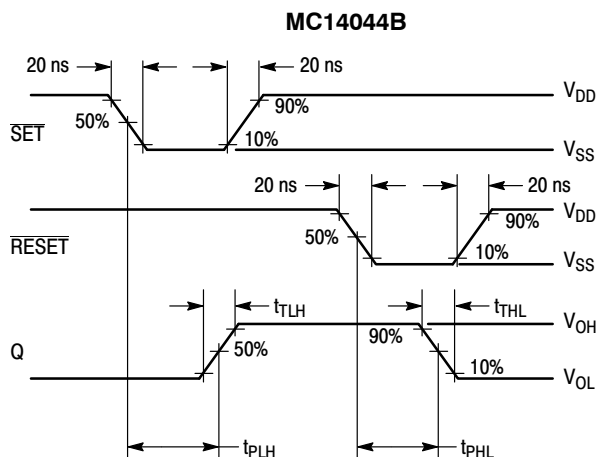 MC14044B
20 ns
20 ns
SET
50%
90%
10%
V_DD
V_SS
20 ns
20 ns
RESET
50%
90%
10%
V_DD
V_SS
t_TLH
t_THL
Q
50%
90%
10%
V_OH
V_OL
t_PLH
t_PHL